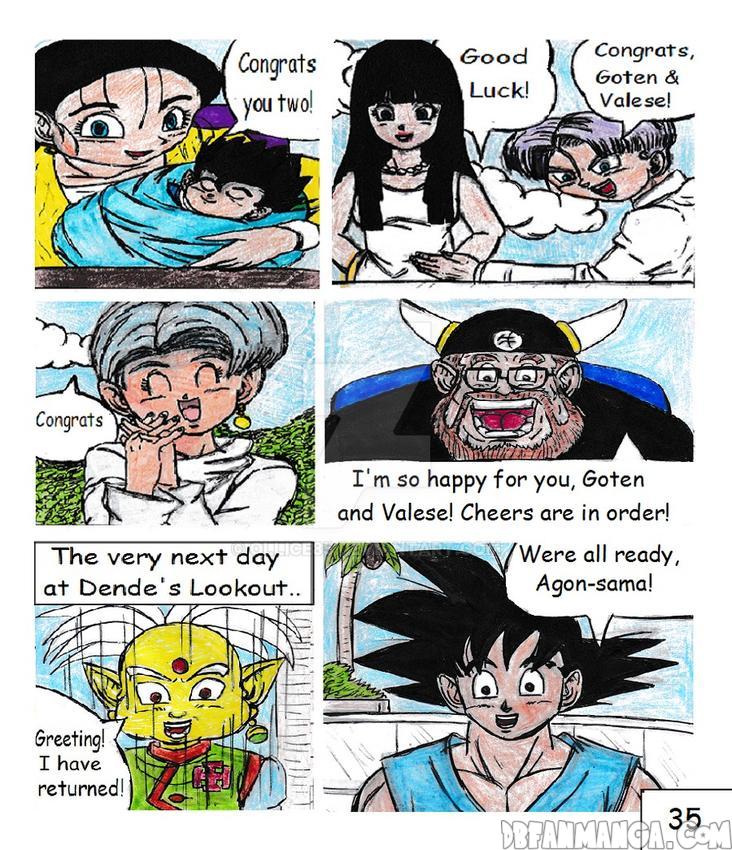 Congrats
you two!
Good
Luck!
Congrats,
Goten &
Valese!
Congrats
I'm so happy for you, Goten
and Valese! Cheers are in order!
The very next day
at Dende's Lookout..
Greeting!
I have
returned!
Were all ready,
Agon-sama!
35
DBFANMANGA.COM